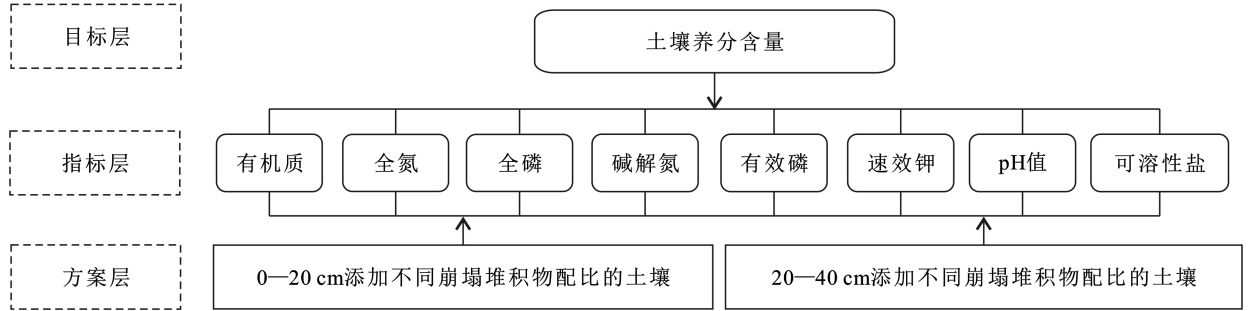 目标层
土壤养分含量
指标层
有机质
全氮
全磷
碱解氮
有效磷
速效钾
pH值
可溶性盐
方案层
0—20 cm添加不同崩塌堆积物配比的土壤
20—40 cm添加不同崩塌堆积物配比的土壤